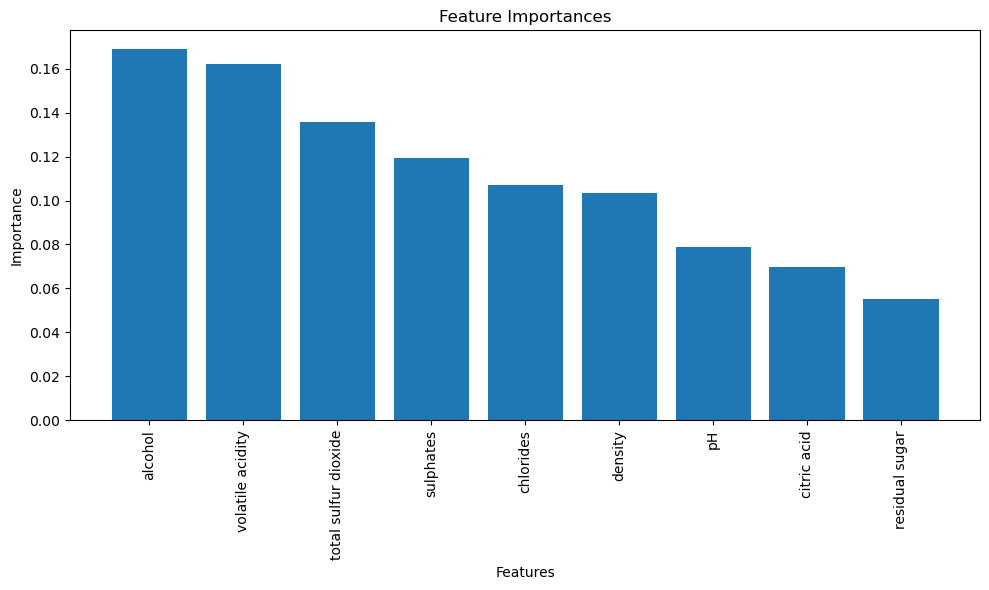 Feature Importances
Importance
0.16
0.14
0.12
0.10
0.08
0.06
0.04
0.02
0.00
alcohol
volatile acidity
total sulfur dioxide
sulphates
chlorides
density
pH
citric acid
residual sugar
Features